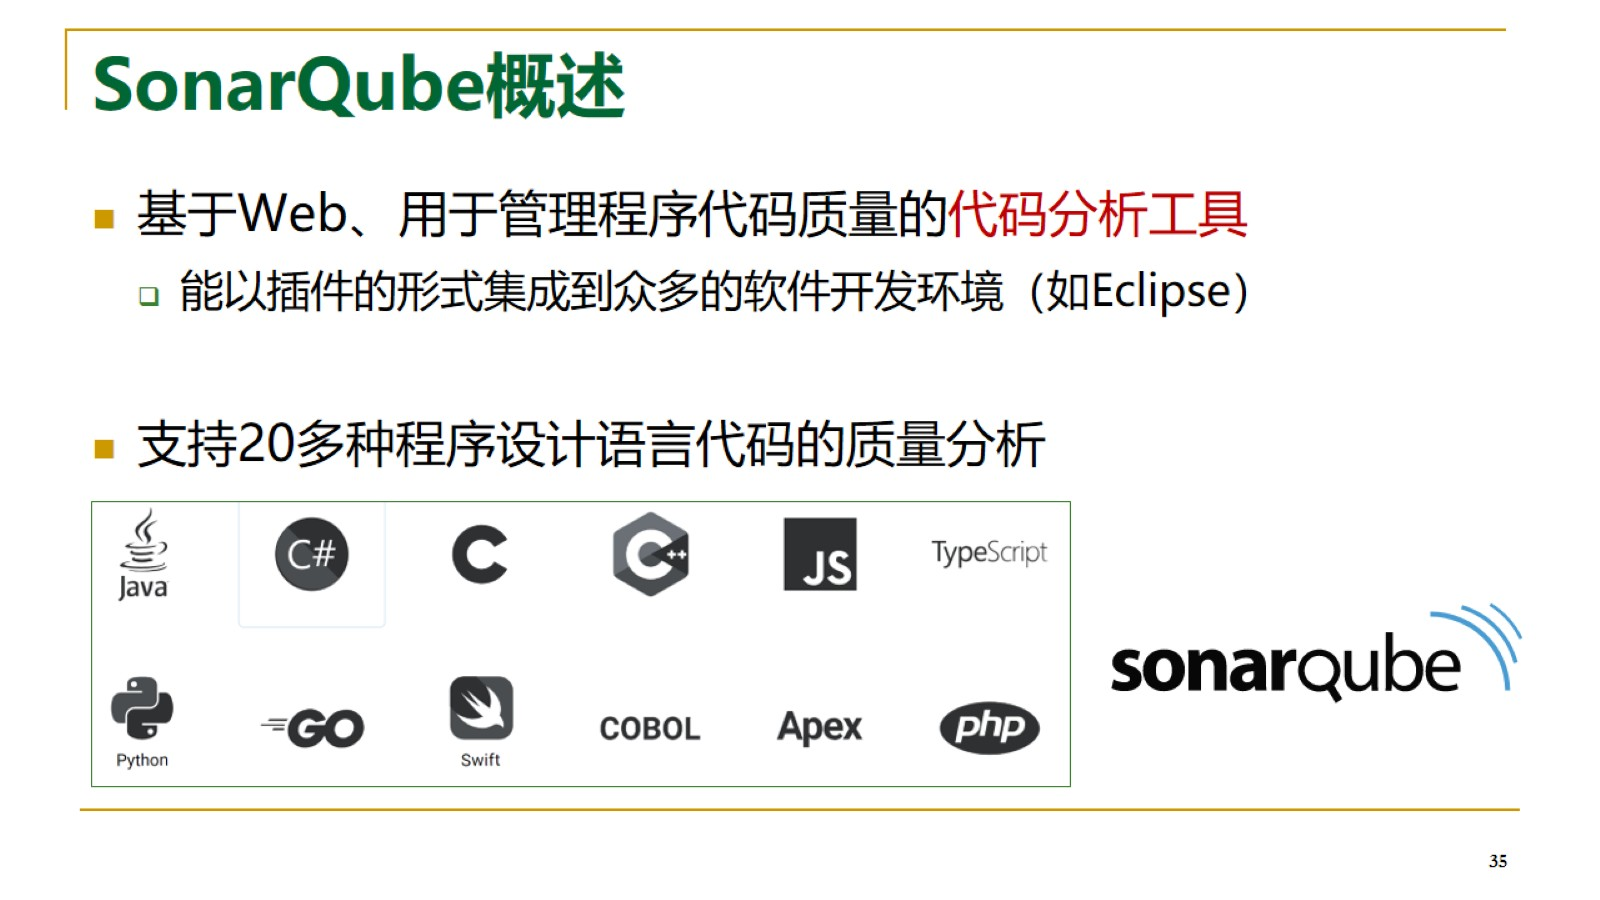 SonarQube概述
基于Web、用于管理程序代码质量的代码分析工具
能以插件的形式集成到众多的软件开发环境（如Eclipse）
支持20多种程序设计语言代码的质量分析
Java C# C C++ JS TypeScript
Python GO Swift COBOL Apex php
sonarqube
35